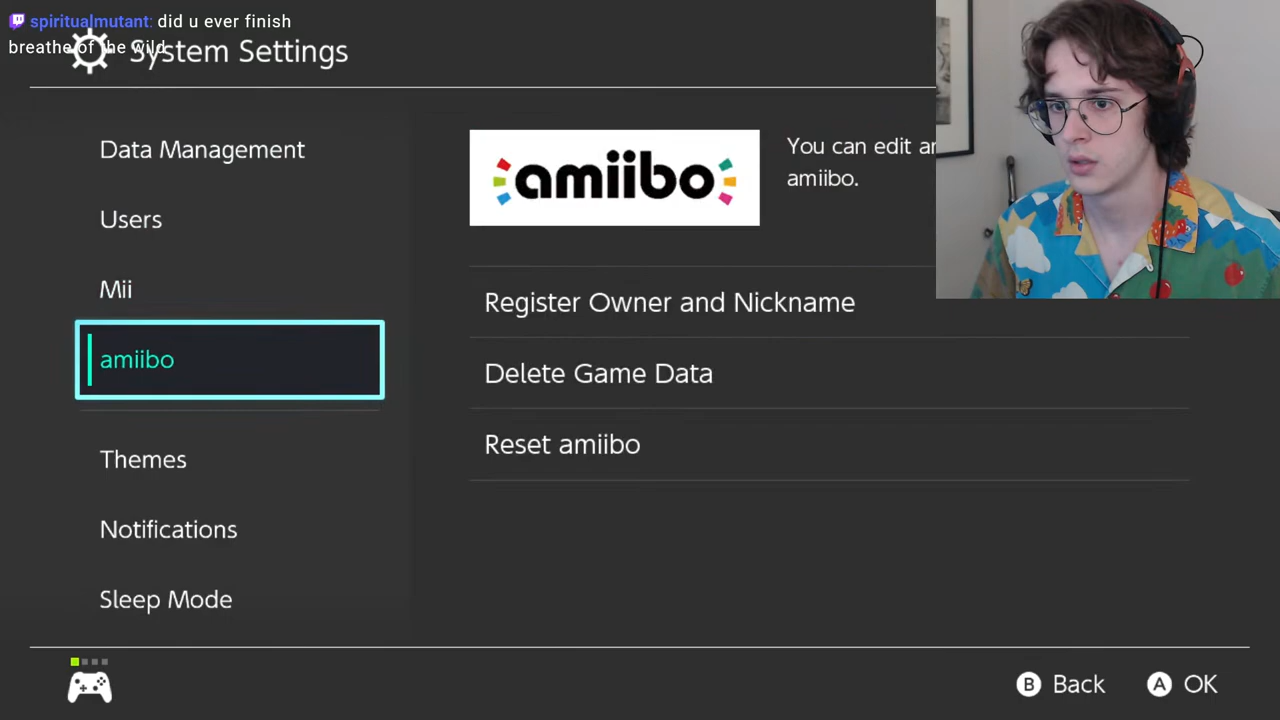 spiritualmutant: did u ever finish
breathe of the wild
System Settings
Data Management
Users
Mii
amiibo
Themes
Notifications
Sleep Mode
amiibo
You can edit
amiibo.
Register Owner and Nickname
Delete Game Data
Reset amiibo
B Back
A OK